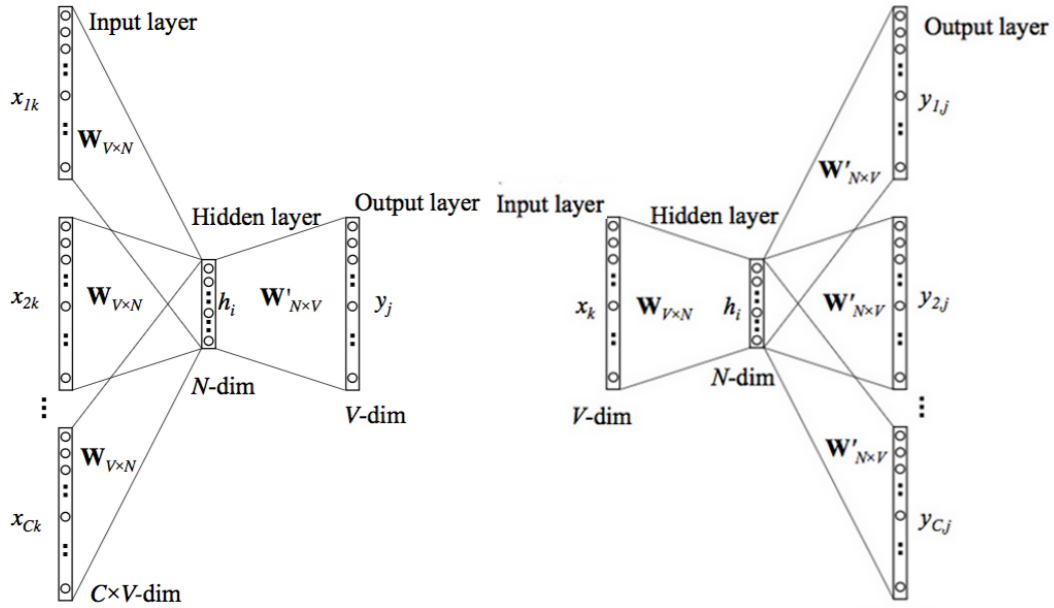 Input layer
x1k
WV×N
Hidden layer
Output layer
x2k
WV×N
hi
W'N×V
yj
N-dim
V-dim
⋮
WV×N
xCk
C×V-dim
Output layer
y1,j
W'N×V
Input layer
Hidden layer
xk
WV×N
hi
W'N×V
y2,j
N-dim
V-dim
⋮
W'N×V
yC,j